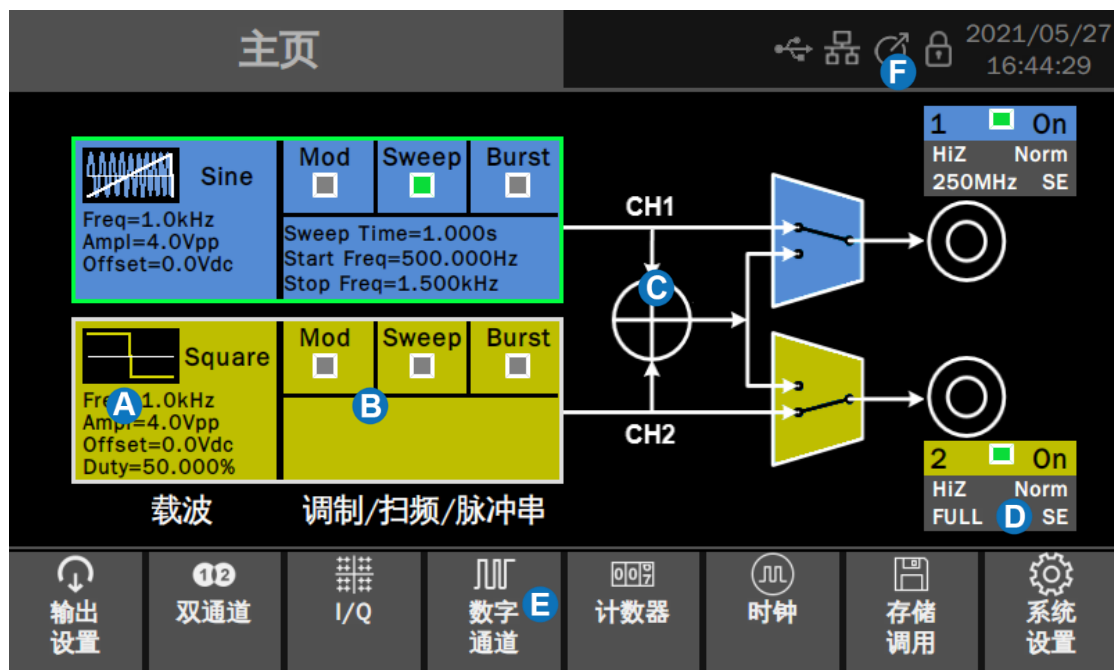 主页
2021/05/27
16:44:29
F
Sine
Freq=1.0kHz
Ampl=4.0Vpp
Offset=0.0Vdc
Mod Sweep Burst
Sweep Time=1.000s
Start Freq=500.000Hz
Stop Freq=1.500kHz
CH1
C
1 On
HiZ Norm
250MHz SE
Square
A
1.0kHz
Ampl=4.0Vpp
Offset=0.0Vdc
Duty=50.000%
Mod Sweep Burst
B
CH2
2 On
HiZ Norm
FULL D SE
载波
调制/扫频/脉冲串
输出
设置
12
双通道
I/Q
数字 E
通道
007
计数器
时钟
存储
调用
系统
设置